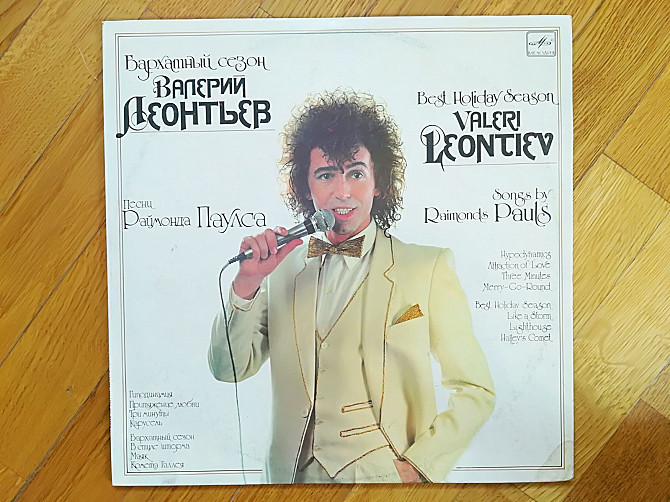 Бархатный сезон
Валерий
Леонтьев
Best Holiday Season
Valeri
Leontiev
Песни
Раймонда Паулса
Songs by
Raimonds Pauls
Hypodynamics
Attraction of Love
Three Minutes
Merry-Go-Round
Best Holiday Season
Like a Storm
Lighthouse
Halley's Comet
Гиподинамия
Притяжение любви
Три минуты
Карусель
Бархатный сезон
В стиле шторма
Маяк
Комета Галлея